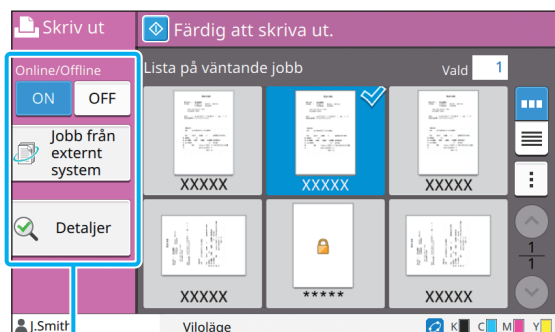 Skriv ut
Färdig att skriva ut.
Online/Offline
ON OFF
Jobb från
externt
system
Detaljer
Lista på väntande jobb
Vald 1
XXXXX XXXXX XXXXX
XXXXX ***** XXXXX
1
1
J.Smith
Viloläge
K C M Y